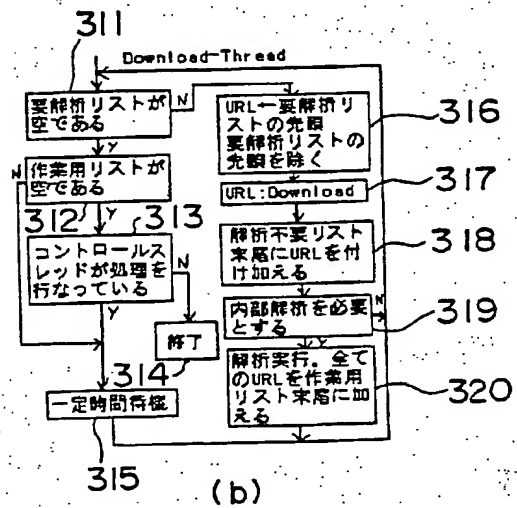 311
Download-Thread
要解析リストが
空である
N
Y
作業用リストが
空である
N
312
Y
313
コントロールス
レッドが処理を
行なっている
N
Y
終了
314
一定時間待機
315
URL←要解析リ
ストの先頭
要解析リストの
先頭を除く
316
URL:Download
317
解析不要リスト
末尾にURLを付
け加える
318
内部解析を必要
とする
N
319
Y
解析実行。全て
のURLを作業用
リスト末尾に加
える
320
(b)